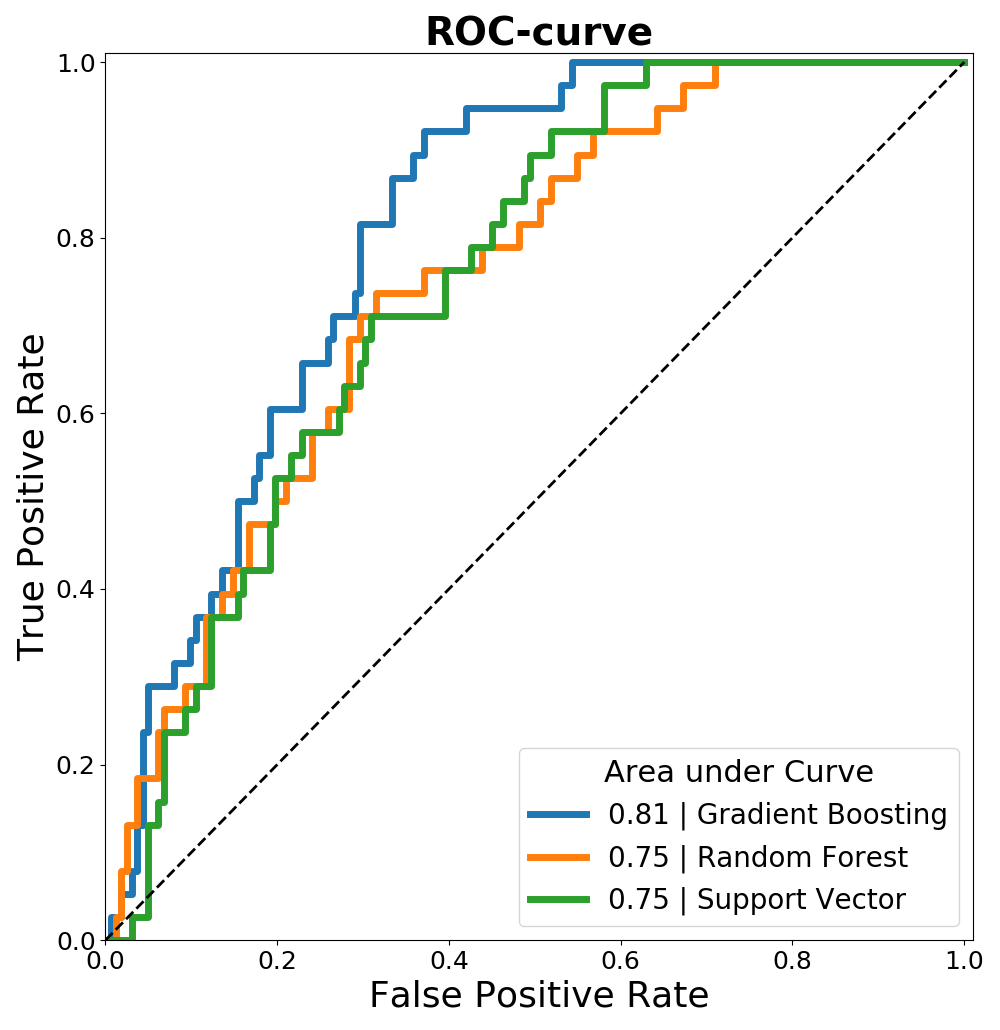 ROC-curve
True Positive Rate
1.0
0.8
0.6
0.4
0.2
0.0
Area under Curve
0.81 | Gradient Boosting
0.75 | Random Forest
0.75 | Support Vector
0.0 0.2 0.4 0.6 0.8 1.0
False Positive Rate